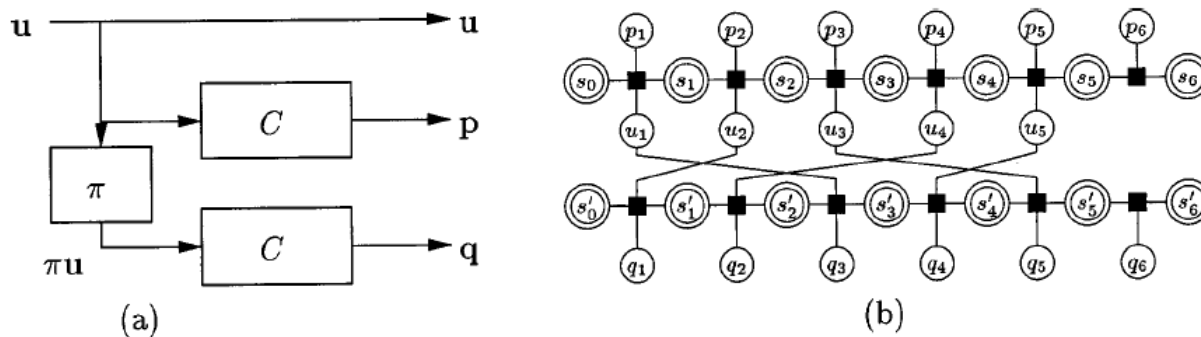 u u
C p
π
C q
πu
(a)
p₁ p₂ p₃ p₄ p₅ p₆
s₀ s₁ s₂ s₃ s₄ s₅ s₆
u₁ u₂ u₃ u₄ u₅
s′₀ s′₁ s′₂ s′₃ s′₄ s′₅ s′₆
q₁ q₂ q₃ q₄ q₅ q₆
(b)